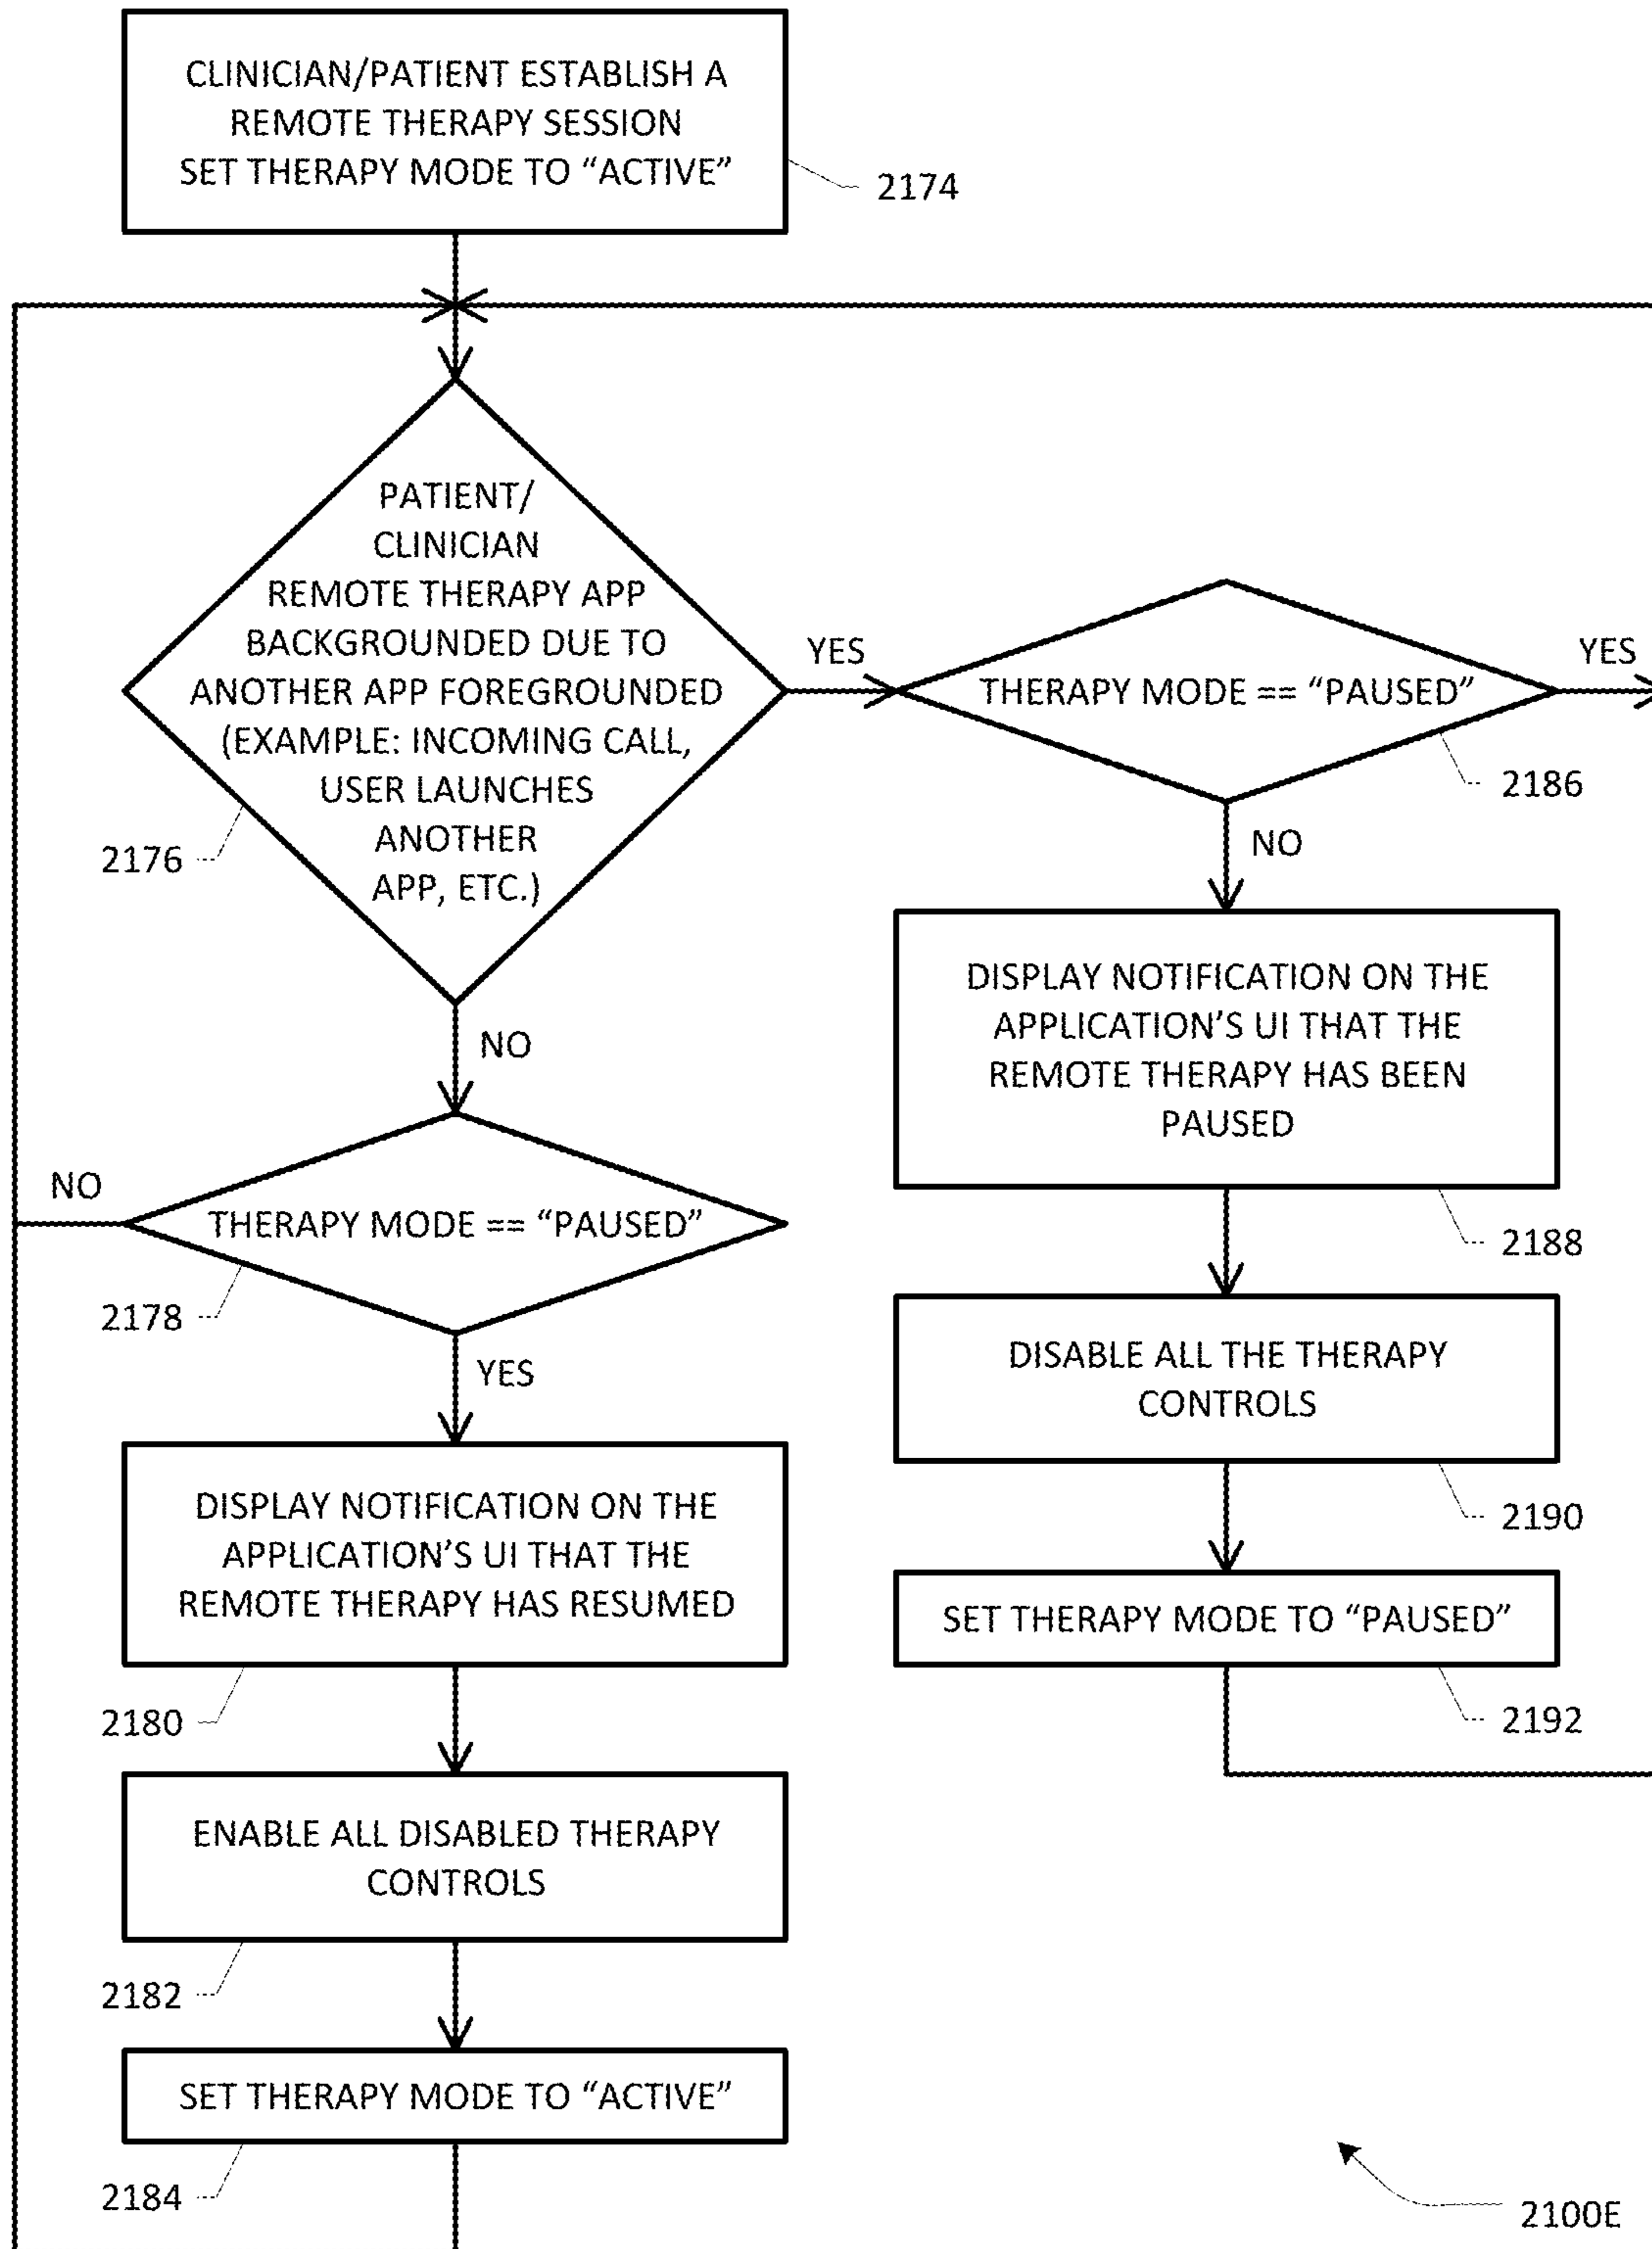 CLINICIAN/PATIENT ESTABLISH A
REMOTE THERAPY SESSION
SET THERAPY MODE TO “ACTIVE”
2174
PATIENT/
CLINICIAN
REMOTE THERAPY APP
BACKGROUNDED DUE TO
ANOTHER APP FOREGROUNDED
(EXAMPLE: INCOMING CALL,
USER LAUNCHES
ANOTHER
APP, ETC.)
2176
YES
THERAPY MODE == “PAUSED”
YES
2186
NO
DISPLAY NOTIFICATION ON THE
APPLICATION’S UI THAT THE
REMOTE THERAPY HAS BEEN
PAUSED
2188
DISABLE ALL THE THERAPY
CONTROLS
2190
SET THERAPY MODE TO “PAUSED”
2192
NO
THERAPY MODE == “PAUSED”
NO
2178
YES
DISPLAY NOTIFICATION ON THE
APPLICATION’S UI THAT THE
REMOTE THERAPY HAS RESUMED
2180
ENABLE ALL DISABLED THERAPY
CONTROLS
2182
SET THERAPY MODE TO “ACTIVE”
2184
2100E